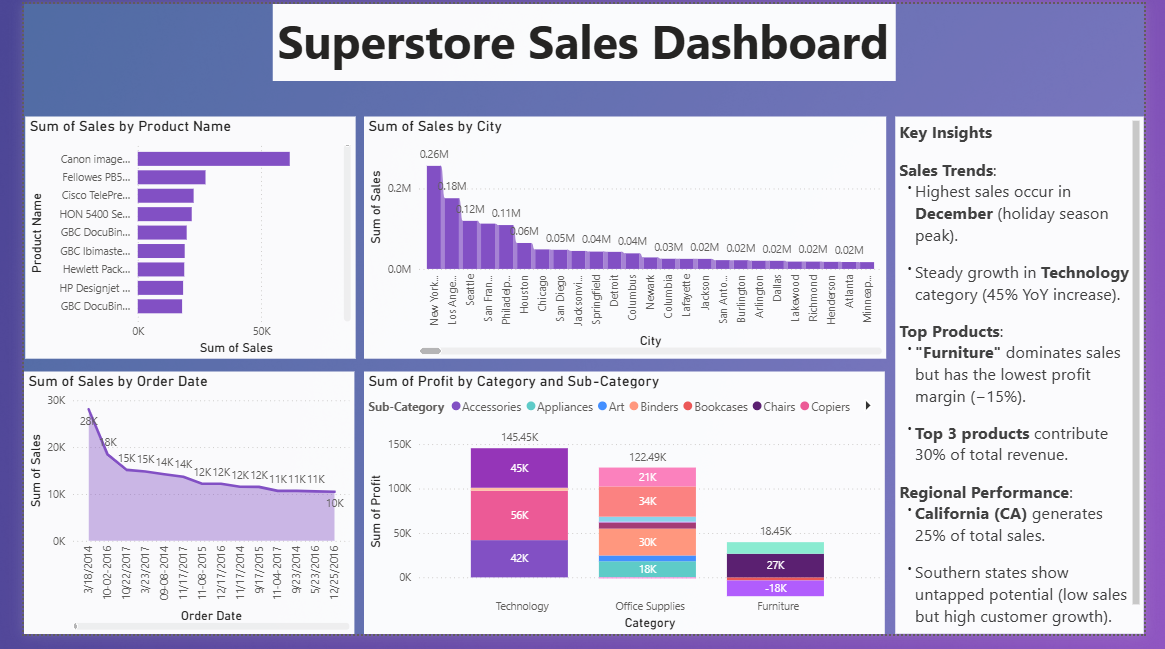 Superstore Sales Dashboard
Sum of Sales by Product Name
Product Name
Canon image...
Fellowes PB5...
Cisco TelePre...
HON 5400 Se...
GBC DocuBin...
GBC Ibimaste...
Hewlett Pack...
HP Designjet ...
GBC DocuBin...
0K 50K
Sum of Sales
Sum of Sales by City
Sum of Sales
0.2M
0.0M
0.26M 0.18M 0.12M 0.11M 0.06M 0.05M 0.04M 0.04M 0.03M 0.02M 0.02M 0.02M 0.02M 0.02M
New York...
Los Ange...
Seattle
San Fran...
Philadelp...
Houston
Chicago
San Diego
Jacksonvi...
Springfield
Detroit
Columbus
Newark
Columbia
Lafayette
Jackson
San Anto...
Burlington
Arlington
Dallas
Lakewood
Richmond
Henderson
Atlanta
Minneap...
City
Sum of Sales by Order Date
Sum of Sales
30K
20K
10K
0K
28K 18K 15K 15K 14K 14K 12K 12K 12K 12K 11K 11K 11K 10K
3/18/2014
10-02-2016
10/22/2017
3/23/2017
09-08-2014
11/17/2017
11-08-2015
12/17/2016
11/17/2014
9/17/2015
11-04-2017
9/23/2014
5/23/2016
12/25/2016
Order Date
Sum of Profit by Category and Sub-Category
Sub-Category Accessories Appliances Art Binders Bookcases Chairs Copiers
Sum of Profit
150K
100K
50K
0K
145.45K
45K
56K
42K
122.49K
21K
34K
30K
18K
18.45K
27K
-18K
Technology Office Supplies Furniture
Category
Key Insights
Sales Trends:
• Highest sales occur in
December (holiday season
peak).
• Steady growth in Technology
category (45% YoY increase).
Top Products:
• "Furniture" dominates sales
but has the lowest profit
margin (−15%).
• Top 3 products contribute
30% of total revenue.
Regional Performance:
• California (CA) generates
25% of total sales.
• Southern states show
untapped potential (low sales
but high customer growth).